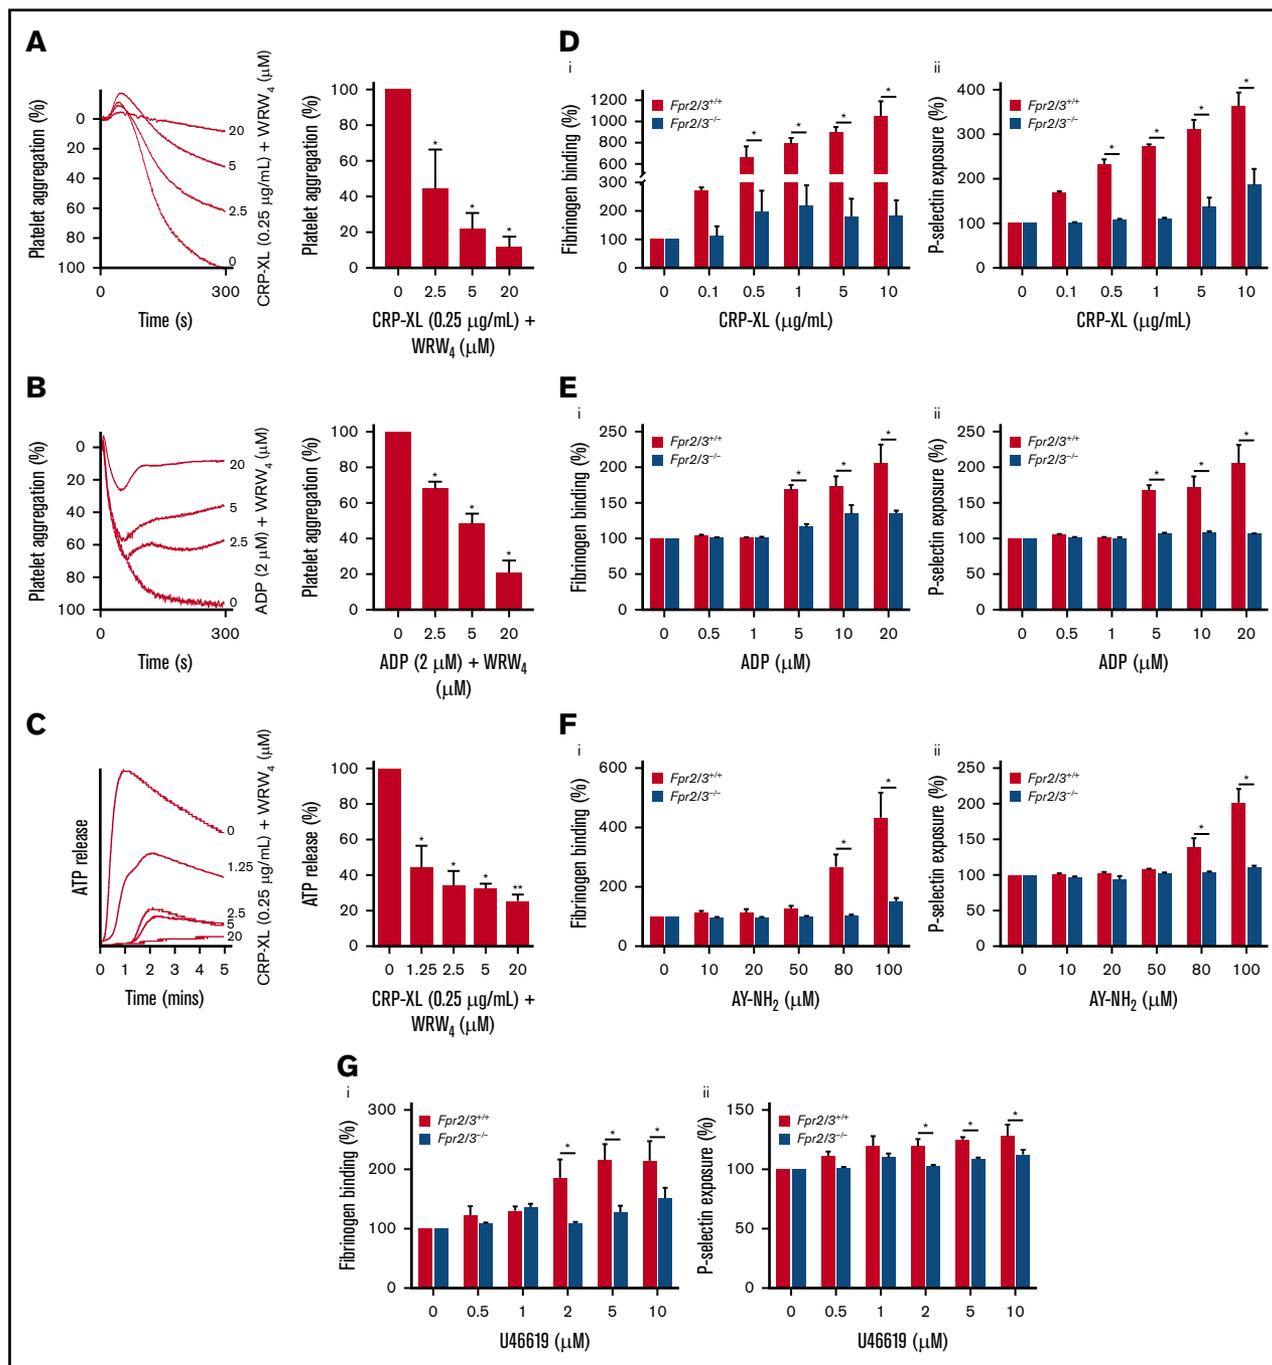 A
Platelet aggregation (%)
0
20
40
60
80
100
20
5
2.5
0
CRP-XL (0.25 μg/mL) + WRW4 (μM)
0
300
Time (s)
Platelet aggregation (%)
100
80
60
40
20
0
*
*
*
0
2.5
5
20
CRP-XL (0.25 μg/mL) +
WRW4 (μM)
D
i
Fibrinogen binding (%)
1200
1000
800
600
300
200
100
0
Fpr2/3+/+
Fpr2/3−/−
*
*
*
*
0
0.1
0.5
1
5
10
CRP-XL (μg/mL)
ii
P-selectin exposure (%)
400
300
200
100
0
Fpr2/3+/+
Fpr2/3−/−
*
*
*
*
0
0.1
0.5
1
5
10
CRP-XL (μg/mL)
B
Platelet aggregation (%)
0
20
40
60
80
100
20
5
2.5
0
ADP (2 μM) + WRW4 (μM)
0
300
Time (s)
Platelet aggregation (%)
100
80
60
40
20
0
*
*
*
0
2.5
5
20
ADP (2 μM) + WRW4
(μM)
E
i
Fibrinogen binding (%)
250
200
150
100
50
0
Fpr2/3+/+
Fpr2/3−/−
*
*
*
0
0.5
1
5
10
20
ADP (μM)
ii
P-selectin exposure (%)
250
200
150
100
50
0
Fpr2/3+/+
Fpr2/3−/−
*
*
*
0
0.5
1
5
10
20
ADP (μM)
C
ATP release
0
1.25
2.5
5
20
CRP-XL (0.25 μg/mL) + WRW4 (μM)
0
1
2
3
4
5
Time (mins)
ATP release (%)
100
80
60
40
20
0
*
*
*
**
0
1.25
2.5
5
20
CRP-XL (0.25 μg/mL) +
WRW4 (μM)
F
i
Fibrinogen binding (%)
600
400
200
0
Fpr2/3+/+
Fpr2/3−/−
*
*
0
10
20
50
80
100
AY-NH2 (μM)
ii
P-selectin exposure (%)
250
200
150
100
50
0
Fpr2/3+/+
Fpr2/3−/−
*
*
0
10
20
50
80
100
AY-NH2 (μM)
G
i
Fibrinogen binding (%)
300
200
100
0
Fpr2/3+/+
Fpr2/3−/−
*
*
*
0
0.5
1
2
5
10
U46619 (μM)
ii
P-selectin exposure (%)
150
100
50
0
Fpr2/3+/+
Fpr2/3−/−
*
*
*
0
0.5
1
2
5
10
U46619 (μM)